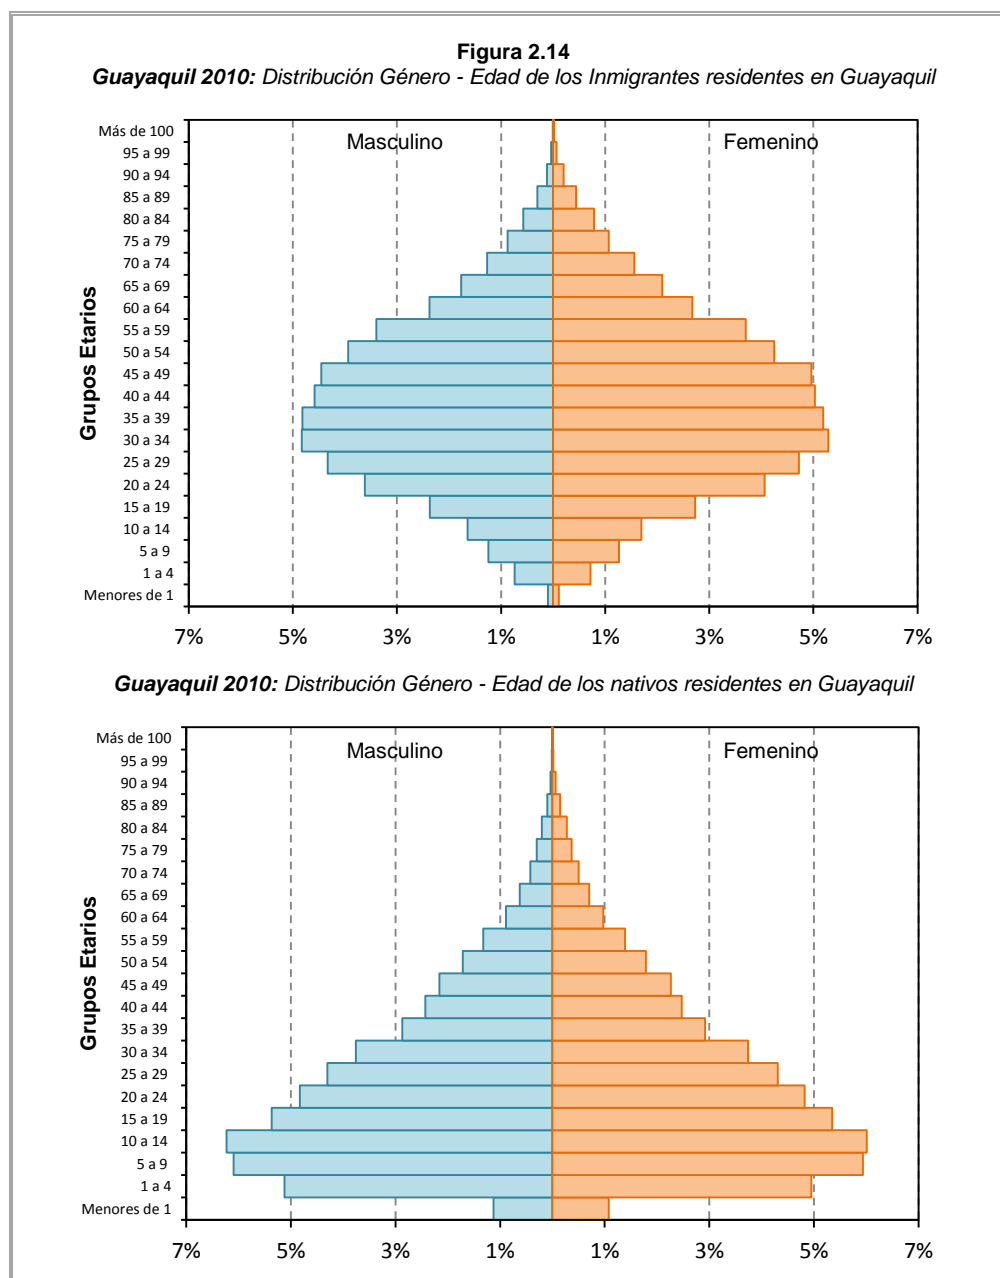 Figura 2.14
Guayaquil 2010: Distribución Género - Edad de los Inmigrantes residentes en Guayaquil
Masculino
Femenino
Grupos Etarios
Más de 100
95 a 99
90 a 94
85 a 89
80 a 84
75 a 79
70 a 74
65 a 69
60 a 64
55 a 59
50 a 54
45 a 49
40 a 44
35 a 39
30 a 34
25 a 29
20 a 24
15 a 19
10 a 14
5 a 9
1 a 4
Menores de 1
7% 5% 3% 1% 1% 3% 5% 7%
Guayaquil 2010: Distribución Género - Edad de los nativos residentes en Guayaquil
Masculino
Femenino
Grupos Etarios
Más de 100
95 a 99
90 a 94
85 a 89
80 a 84
75 a 79
70 a 74
65 a 69
60 a 64
55 a 59
50 a 54
45 a 49
40 a 44
35 a 39
30 a 34
25 a 29
20 a 24
15 a 19
10 a 14
5 a 9
1 a 4
Menores de 1
7% 5% 3% 1% 1% 3% 5% 7%